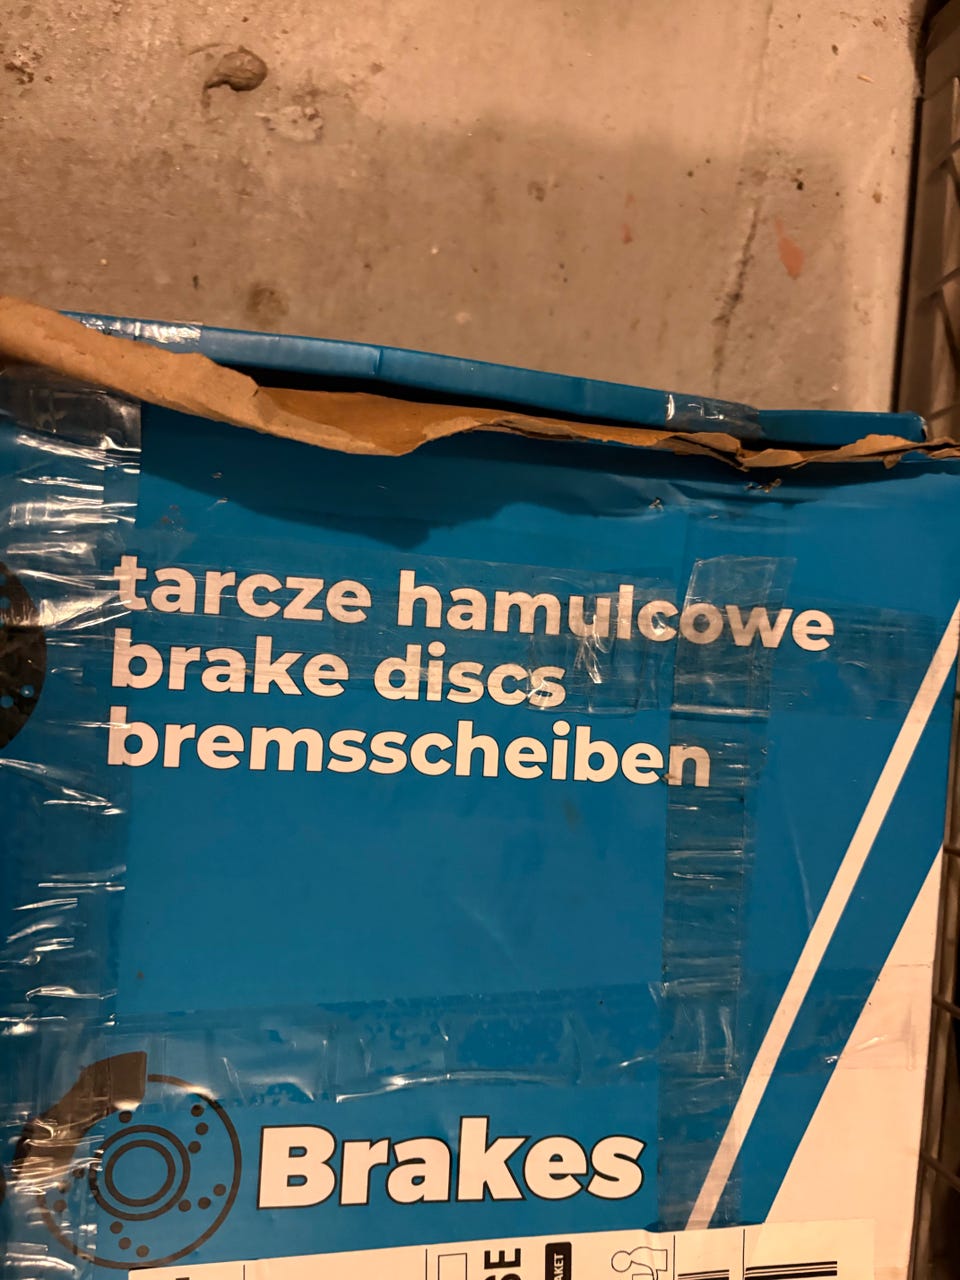 tarcze hamulcowe
brake discs
bremsscheiben
Brakes